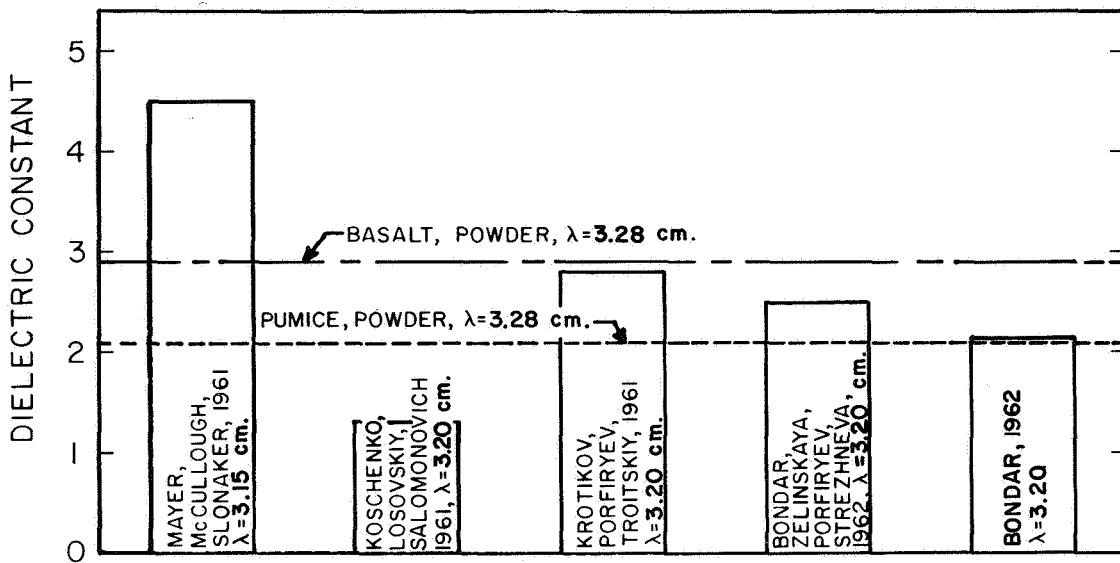 DIELECTRIC CONSTANT
5
4
3
2
1
0
BASALT, POWDER, λ=3.28 cm.
PUMICE, POWDER, λ=3.28 cm.
MAYER,
McCULLOUGH,
SLONAKER, 1961
λ=3.15 cm.
KOSCHENKO,
LOSOVSKIY,
SALOMONOVICH
1961, λ=3.20 cm.
KROTIKOV,
PORFIRYEV,
TROITSKIY, 1961
λ=3.20 cm.
BONDAR,
ZELINSKAYA,
PORFIRYEV,
STREZHNEVA,
1962, λ=3.20 cm.
BONDAR, 1962
λ=3.20